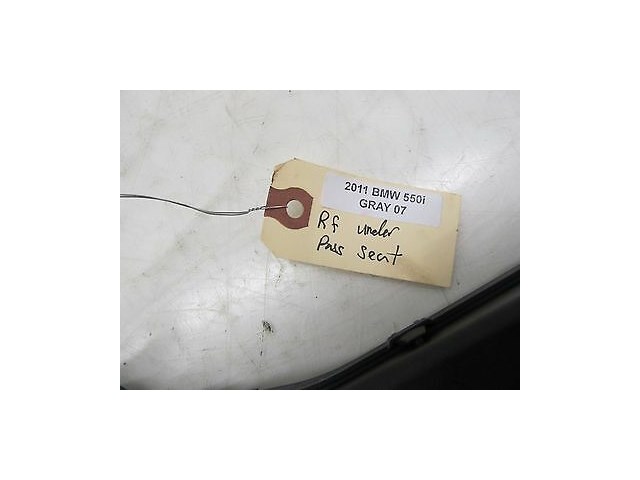 2011 BMW 550i
GRAY 07
Rf under
Pass seat